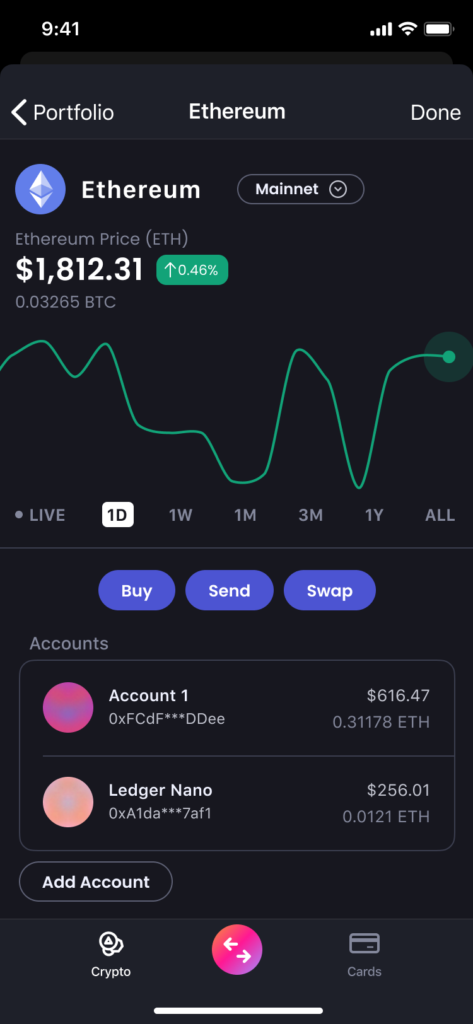 9:41
Portfolio Ethereum Done
Ethereum Mainnet
Ethereum Price (ETH)
$1,812.31 ↑0.46%
0.03265 BTC
• LIVE 1D 1W 1M 3M 1Y ALL
Buy Send Swap
Accounts
Account 1 $616.47
0xFCdF***DDee 0.31178 ETH
Ledger Nano $256.01
0xA1da***7af1 0.0121 ETH
Add Account
Crypto Cards